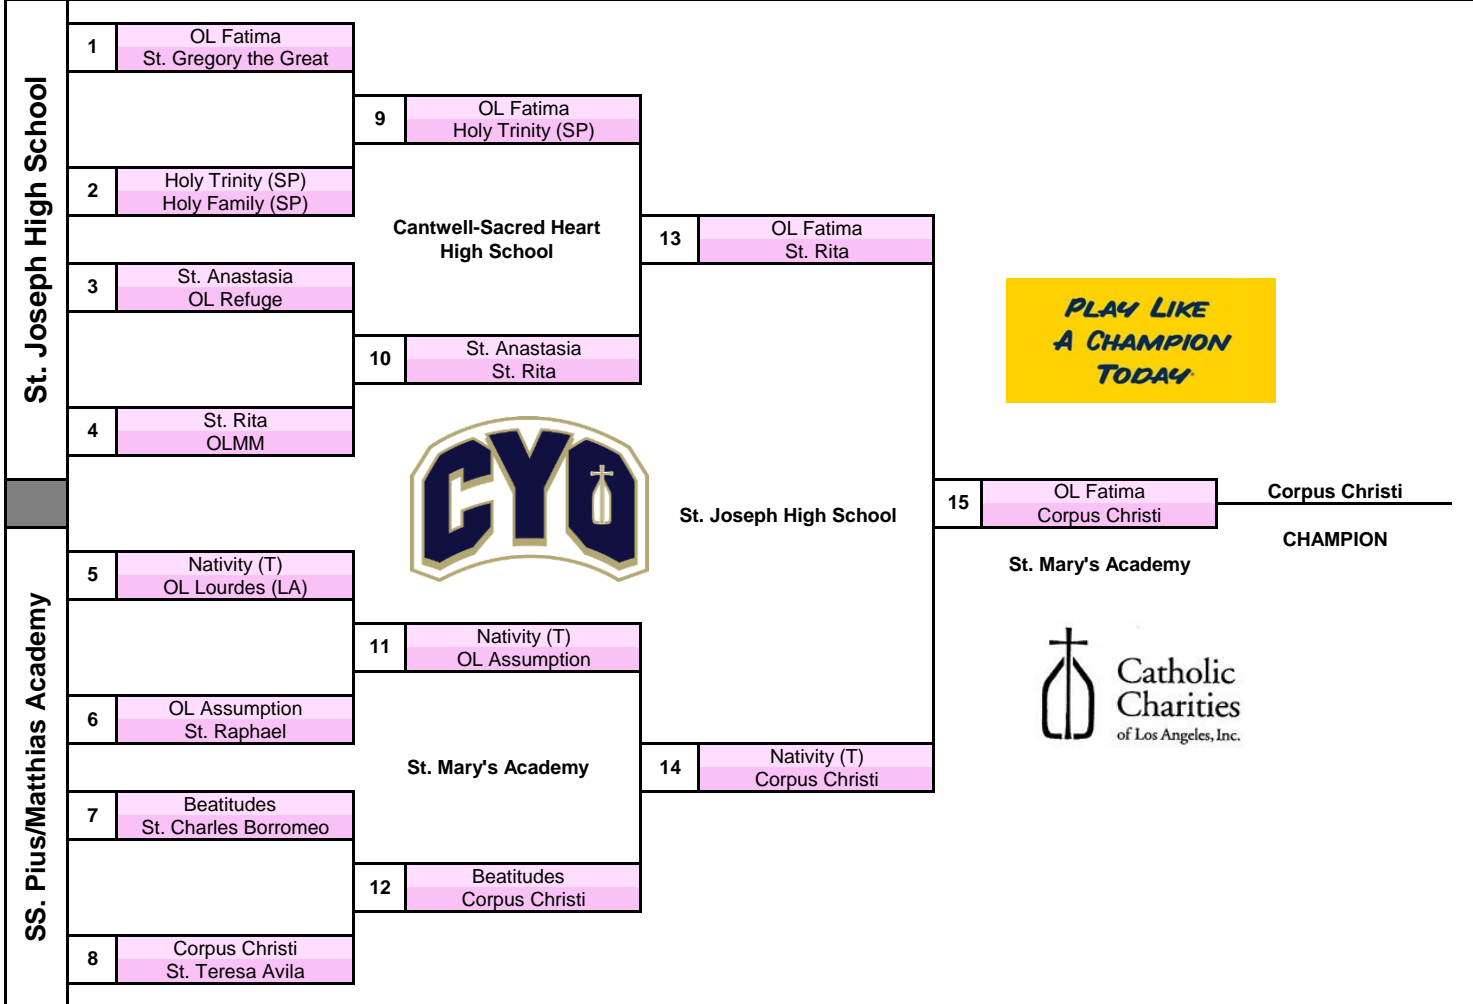 St. Joseph High School
1
OL Fatima
St. Gregory the Great
2
Holy Trinity (SP)
Holy Family (SP)
3
St. Anastasia
OL Refuge
4
St. Rita
OLMM
SS. Pius/Matthias Academy
5
Nativity (T)
OL Lourdes (LA)
6
OL Assumption
St. Raphael
7
Beatitudes
St. Charles Borromeo
8
Corpus Christi
St. Teresa Avila
9
OL Fatima
Holy Trinity (SP)
Cantwell-Sacred Heart
High School
10
St. Anastasia
St. Rita
CYO
11
Nativity (T)
OL Assumption
St. Mary's Academy
12
Beatitudes
Corpus Christi
13
OL Fatima
St. Rita
St. Joseph High School
14
Nativity (T)
Corpus Christi
PLAY LIKE
A CHAMPION
TODAY
15
OL Fatima
Corpus Christi
St. Mary's Academy
Corpus Christi
CHAMPION
Catholic
Charities
of Los Angeles, Inc.